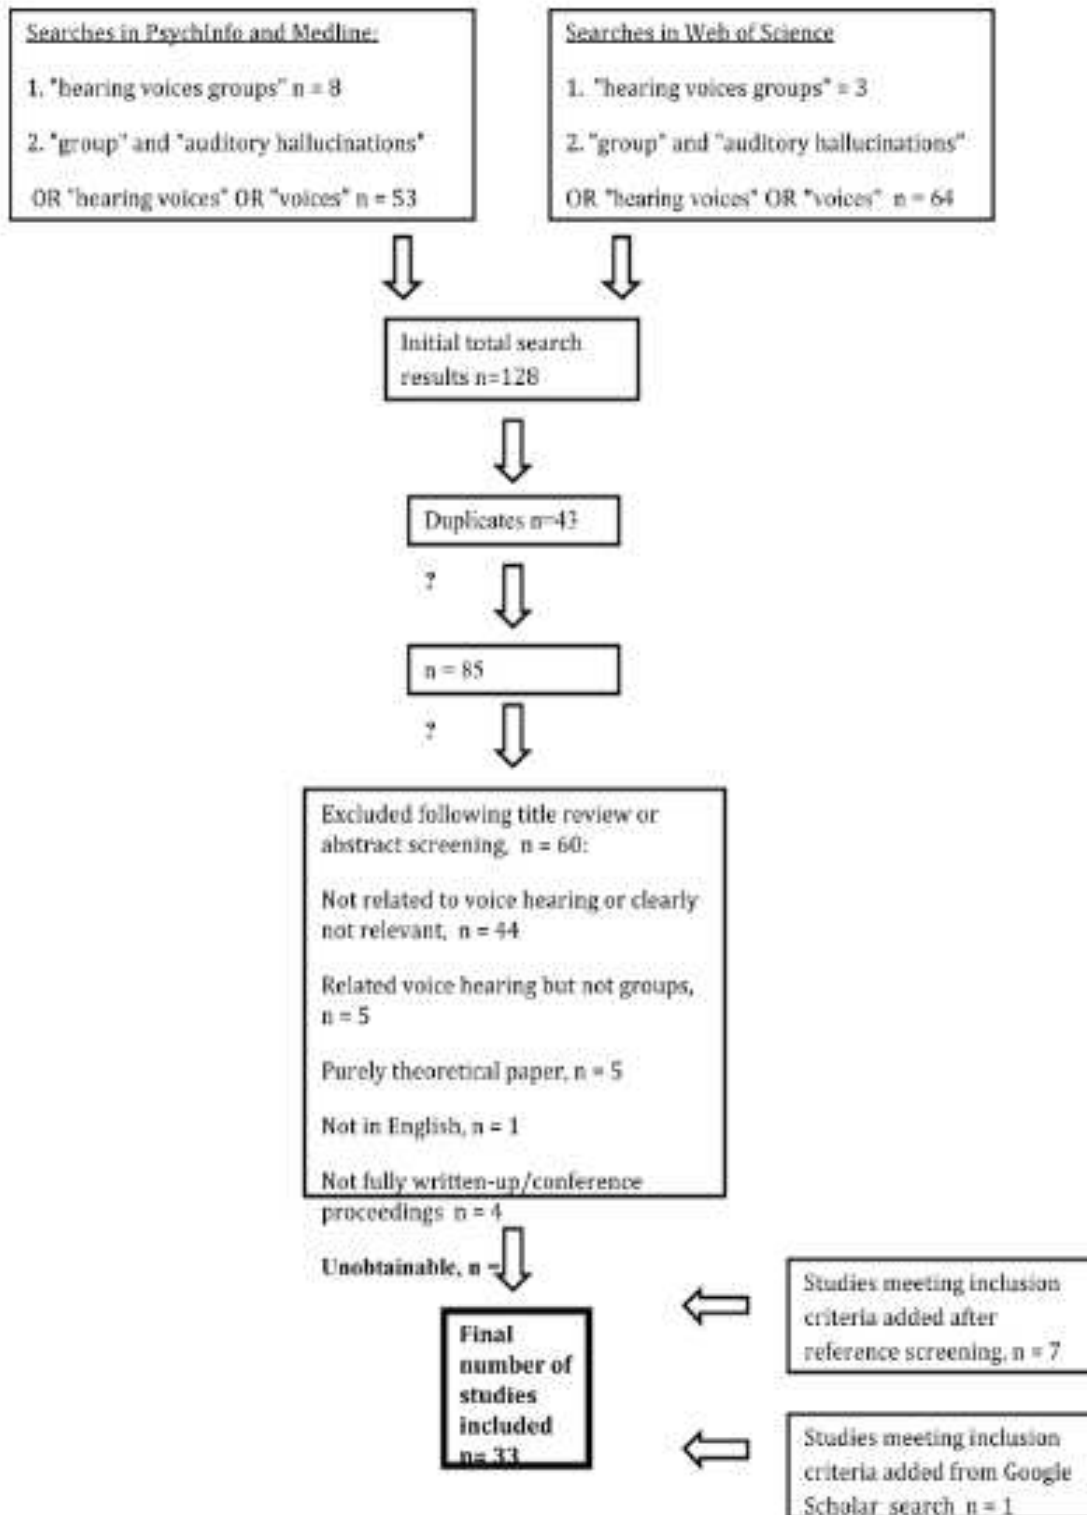 Searches in PsychInfo and Medline:
1. "hearing voices groups" n = 8
2. "group" and "auditory hallucinations"
OR "hearing voices" OR "voices" n = 53
Searches in Web of Science
1. "hearing voices groups" = 3
2. "group" and "auditory hallucinations"
OR "hearing voices" OR "voices" n = 64
Initial total search
results n=128
Duplicates n=43
?
n = 85
?
Excluded following title review or
abstract screening, n = 60:
Not related to voice hearing or clearly
not relevant, n = 44
Related voice hearing but not groups,
n = 5
Purely theoretical paper, n = 5
Not in English, n = 1
Not fully written-up/conference
proceedings n = 4
Unobtainable, n =
Studies meeting inclusion
criteria added after
reference screening, n = 7
Final
number of
studies
included
n= 33
Studies meeting inclusion
criteria added from Google
Scholar search n = 1